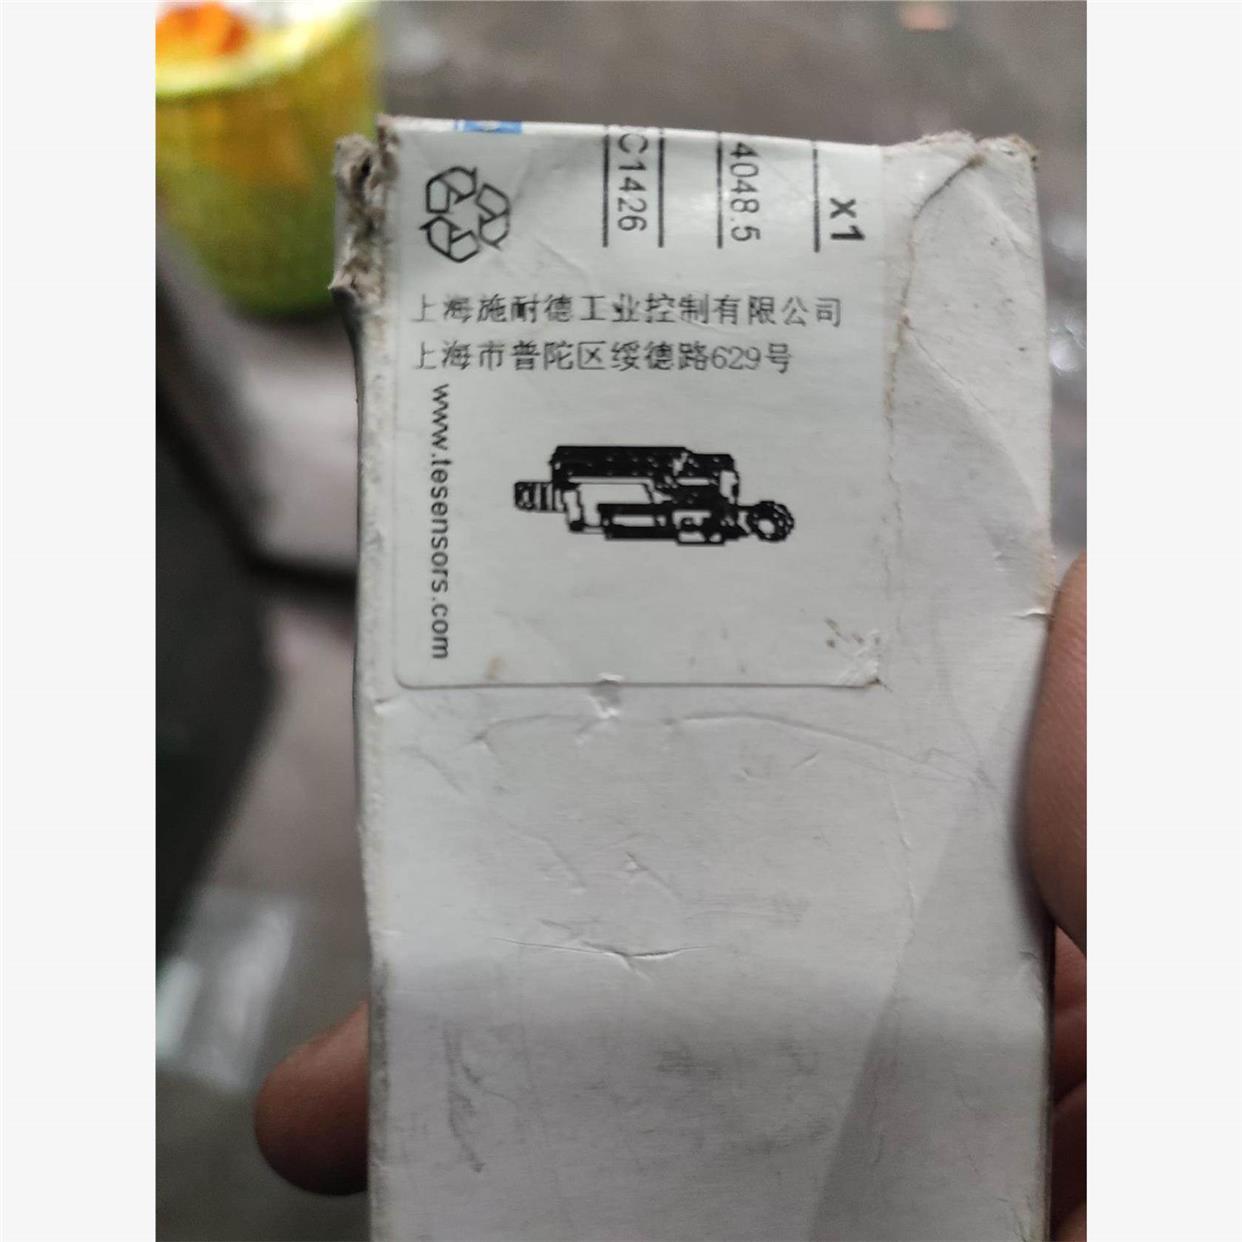 C1426
4048.5
x1
上海施耐德工业控制有限公司
上海市普陀区绥德路629号
www.tesensors.com